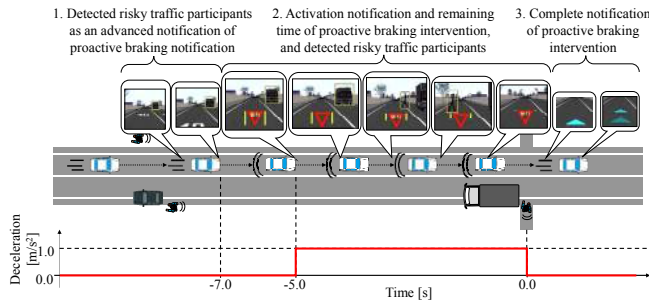 1. Detected risky traffic participants
as an advanced notification of
proactive braking notification
2. Activation notification and remaining
time of proactive braking intervention,
and detected risky traffic participants
3. Complete notification
of proactive braking
intervention
Deceleration
[m/s²]
1.0
0.0
-7.0
-5.0
Time [s]
0.0